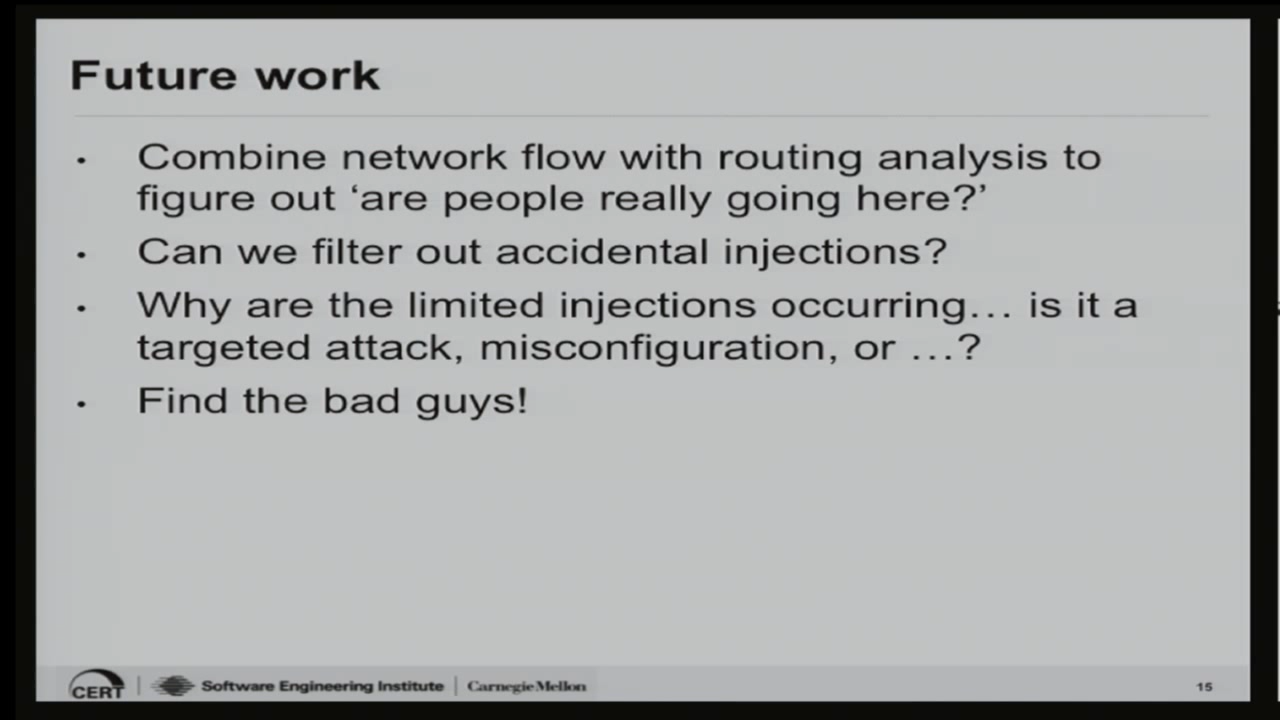 Future work
• Combine network flow with routing analysis to
figure out ‘are people really going here?’
• Can we filter out accidental injections?
• Why are the limited injections occurring… is it a
targeted attack, misconfiguration, or …?
• Find the bad guys!
CERT | Software Engineering Institute | Carnegie Mellon
15